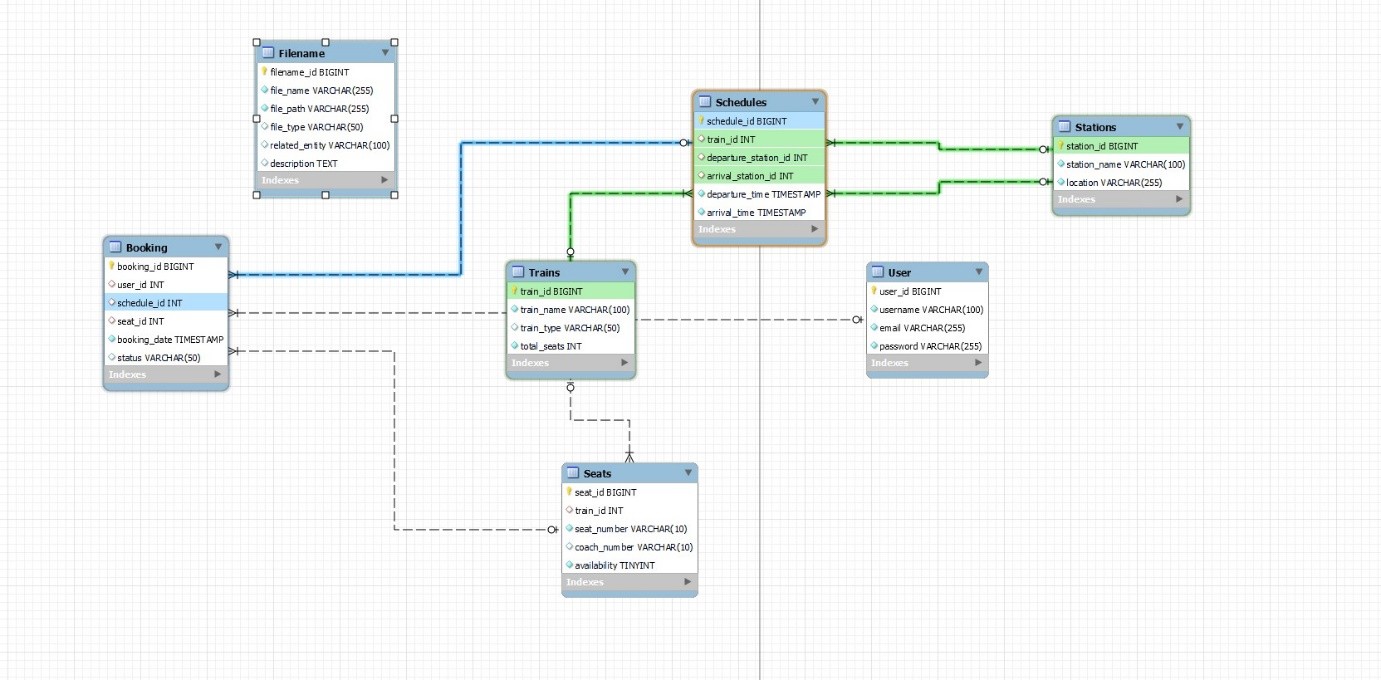 Filename
filename_id BIGINT
file_name VARCHAR(255)
file_path VARCHAR(255)
file_type VARCHAR(50)
related_entity VARCHAR(100)
description TEXT
Indexes
Schedules
schedule_id BIGINT
train_id INT
departure_station_id INT
arrival_station_id INT
departure_time TIMESTAMP
arrival_time TIMESTAMP
Indexes
Stations
station_id BIGINT
station_name VARCHAR(100)
location VARCHAR(255)
Indexes
Booking
booking_id BIGINT
user_id INT
schedule_id INT
seat_id INT
booking_date TIMESTAMP
status VARCHAR(50)
Indexes
Trains
train_id BIGINT
train_name VARCHAR(100)
train_type VARCHAR(50)
total_seats INT
Indexes
User
user_id BIGINT
username VARCHAR(100)
email VARCHAR(255)
password VARCHAR(255)
Indexes
Seats
seat_id BIGINT
train_id INT
seat_number VARCHAR(10)
coach_number VARCHAR(10)
availability TINYINT
Indexes